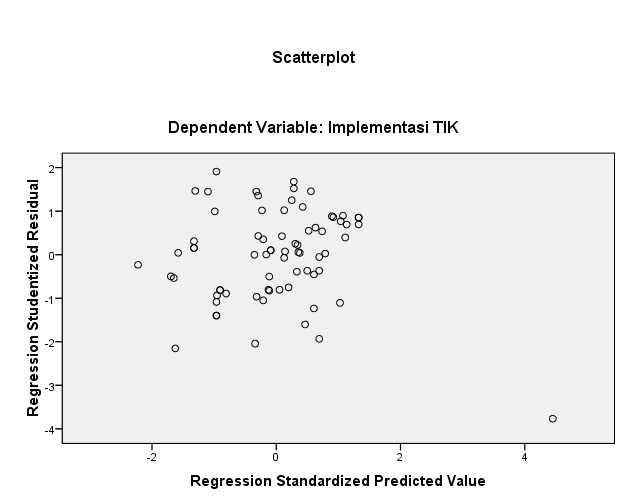 Scatterplot
Dependent Variable: Implementasi TIK
Regression Studentized Residual
2
1
0
-1
-2
-3
-4
-2
0
2
4
Regression Standardized Predicted Value